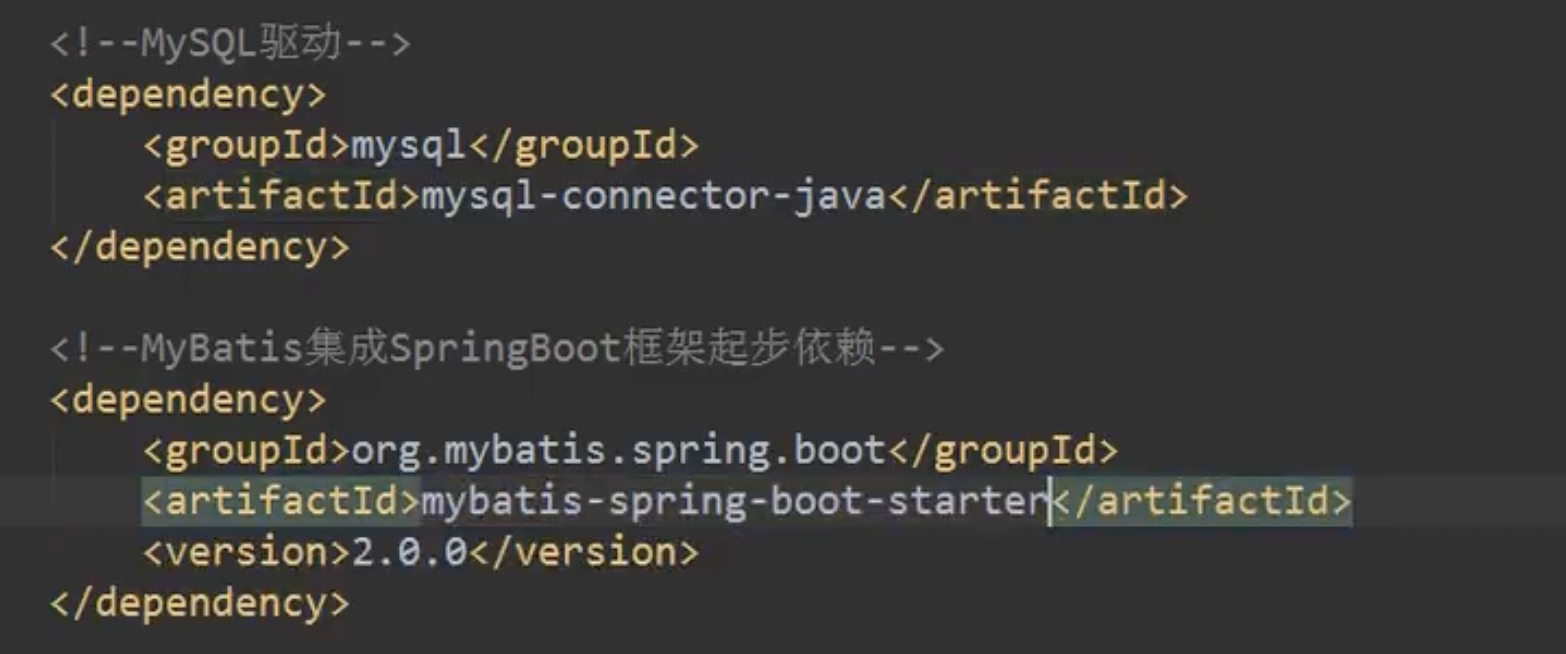 <!--MySQL驱动-->
<dependency>
    <groupId>mysql</groupId>
    <artifactId>mysql-connector-java</artifactId>
</dependency>

<!--MyBatis集成SpringBoot框架起步依赖-->
<dependency>
    <groupId>org.mybatis.spring.boot</groupId>
    <artifactId>mybatis-spring-boot-starter</artifactId>
    <version>2.0.0</version>
</dependency>